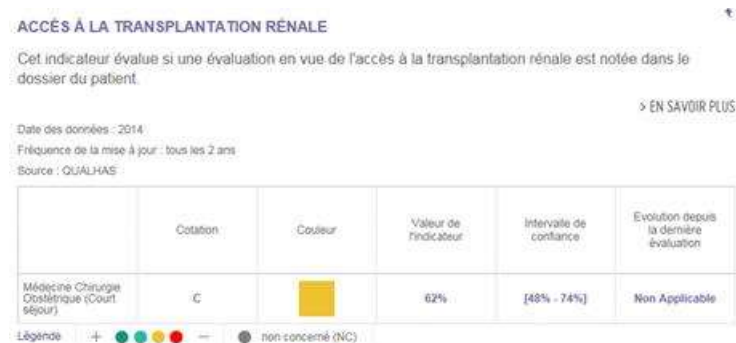 ACCÈS À LA TRANSPLANTATION RÉNALE
Cet indicateur évalue si une évaluation en vue de l'accès à la transplantation rénale est notée dans le
dossier du patient
> EN SAVOIR PLUS
Date des données : 2014
Fréquence de la mise à jour : tous les 2 ans
Source : QUALHAS
Cotation
Couleur
Valeur de
l'indicateur
Intervalle de
confiance
Evolution depuis
la dernière
évaluation
Médecine Chirurgie
Obstétrique (Court
séjour)
C
62%
[48% - 74%]
Non Applicable
Légende + - non concerné (NC)